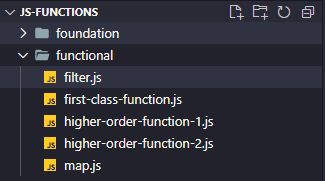 JS-FUNCTIONS
foundation
functional
JS filter.js
JS first-class-function.js
JS higher-order-function-1.js
JS higher-order-function-2.js
JS map.js